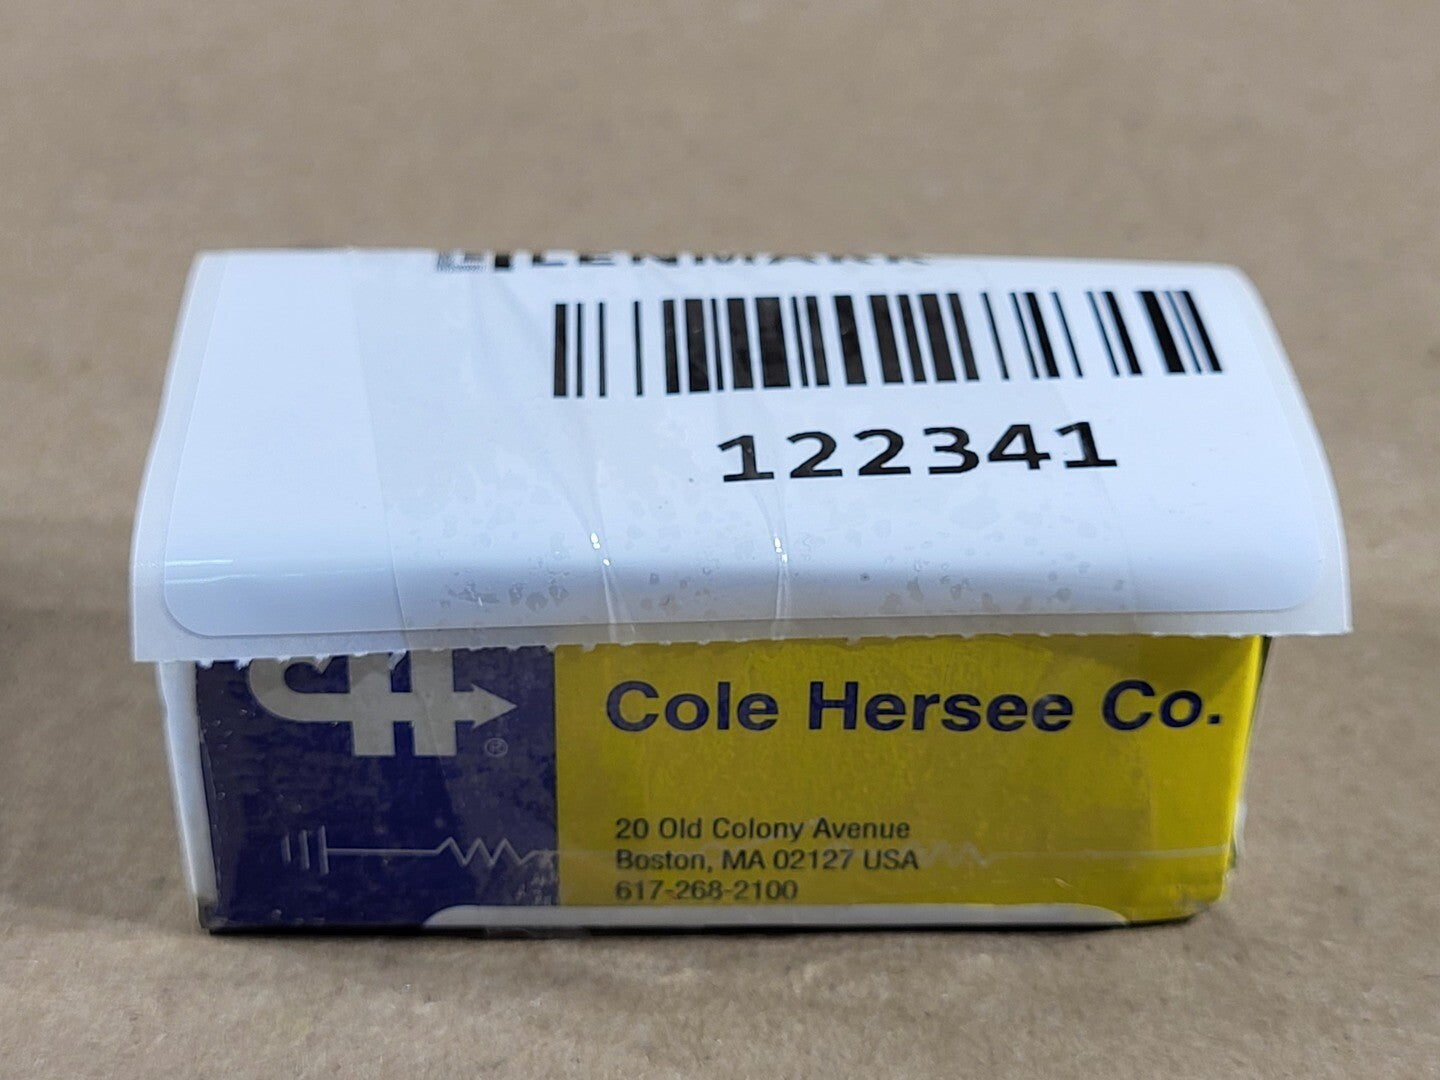 122341
Cole Hersee Co.
®
20 Old Colony Avenue
Boston, MA 02127 USA
617-268-2100